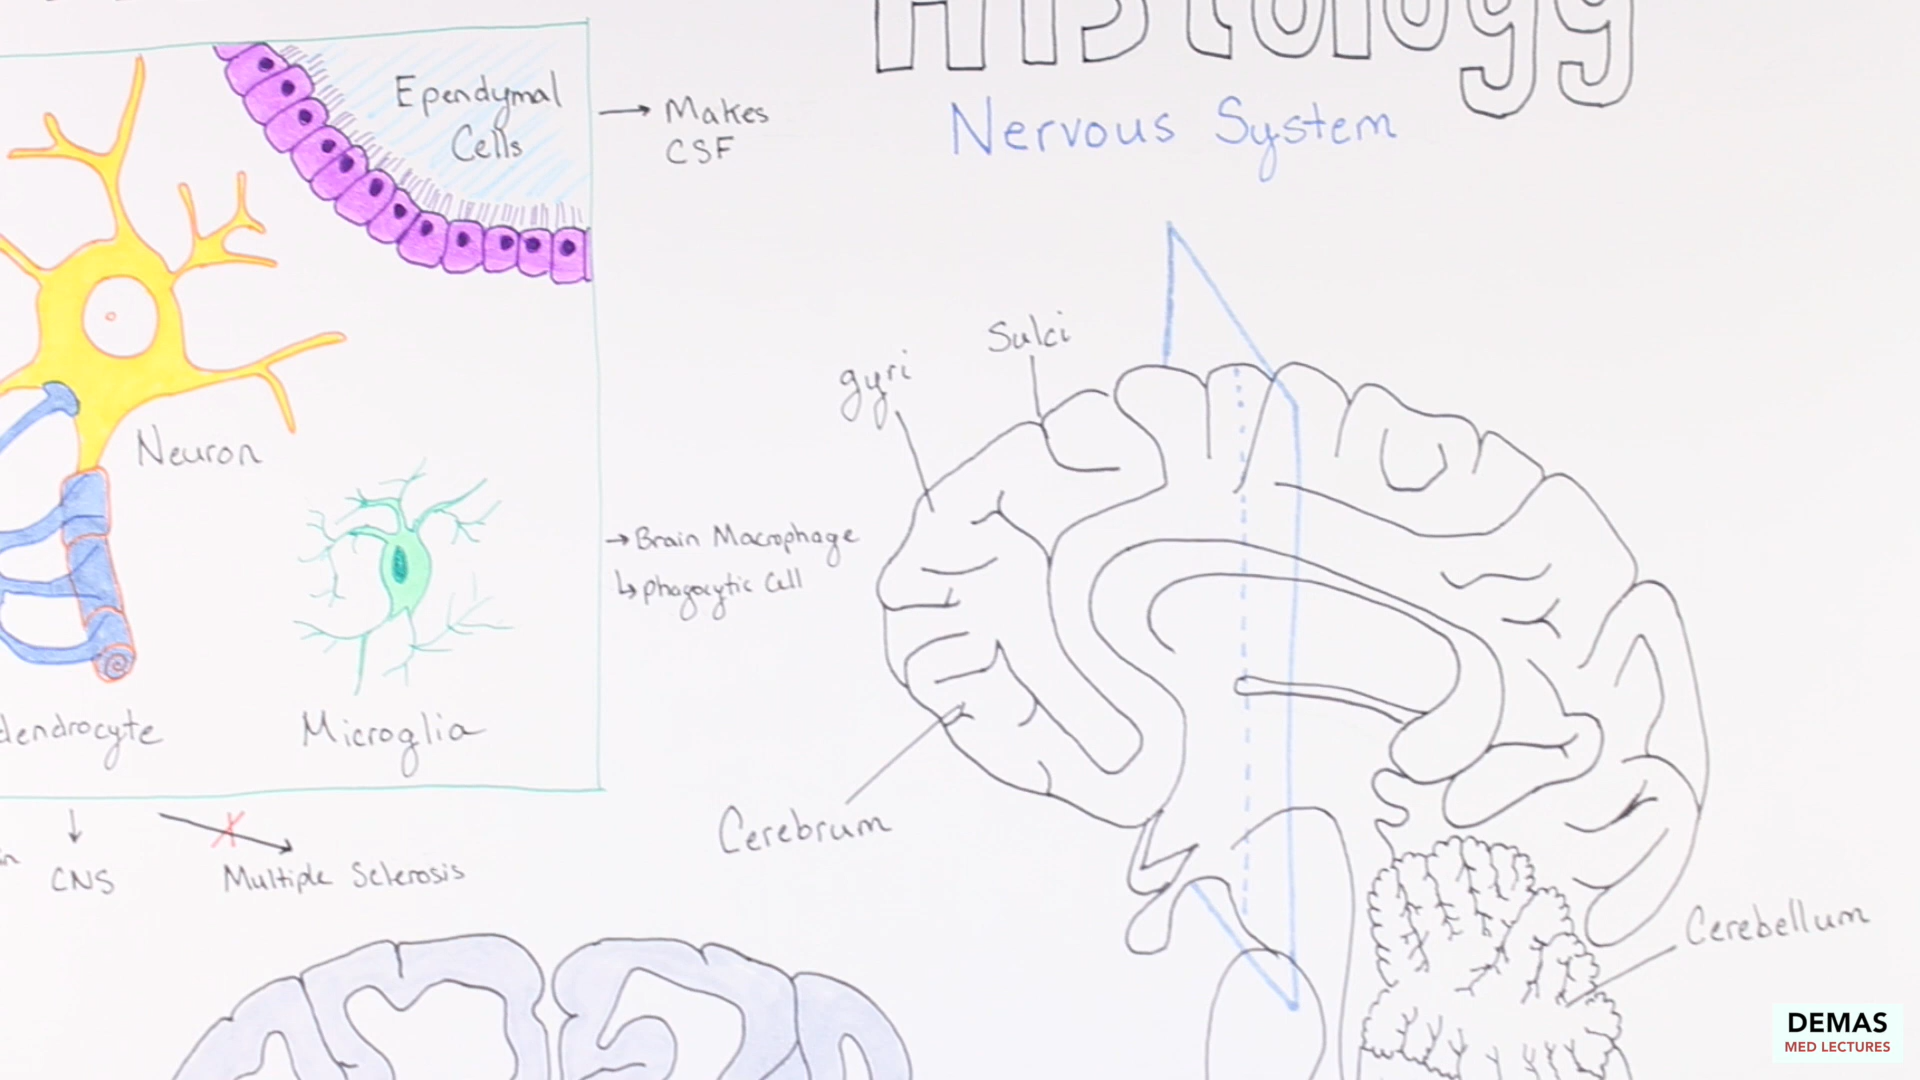 Histology
Nervous System
Ependymal
Cells
→ Makes
CSF
Neuron
Sulci
gyri
→ Brain Macrophage
↳ phagocytic Cell
dendrocyte
Microglia
Cerebrum
CNS
Multiple Sclerosis
Cerebellum
DEMAS
MED LECTURES